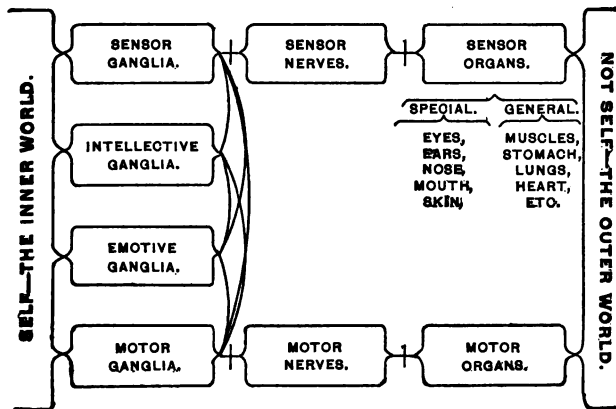 SELF—THE INNER WORLD.
SENSOR
GANGLIA.
SENSOR
NERVES.
SENSOR
ORGANS.
SPECIAL. GENERAL.
EYES, MUSCLES,
EARS, STOMACH,
NOSE, LUNGS,
MOUTH, HEART,
SKIN, ETO.
INTELLECTIVE
GANGLIA.
EMOTIVE
GANGLIA.
MOTOR
GANGLIA.
MOTOR
NERVES.
MOTOR
ORGANS.
NOT SELF—THE OUTER WORLD.